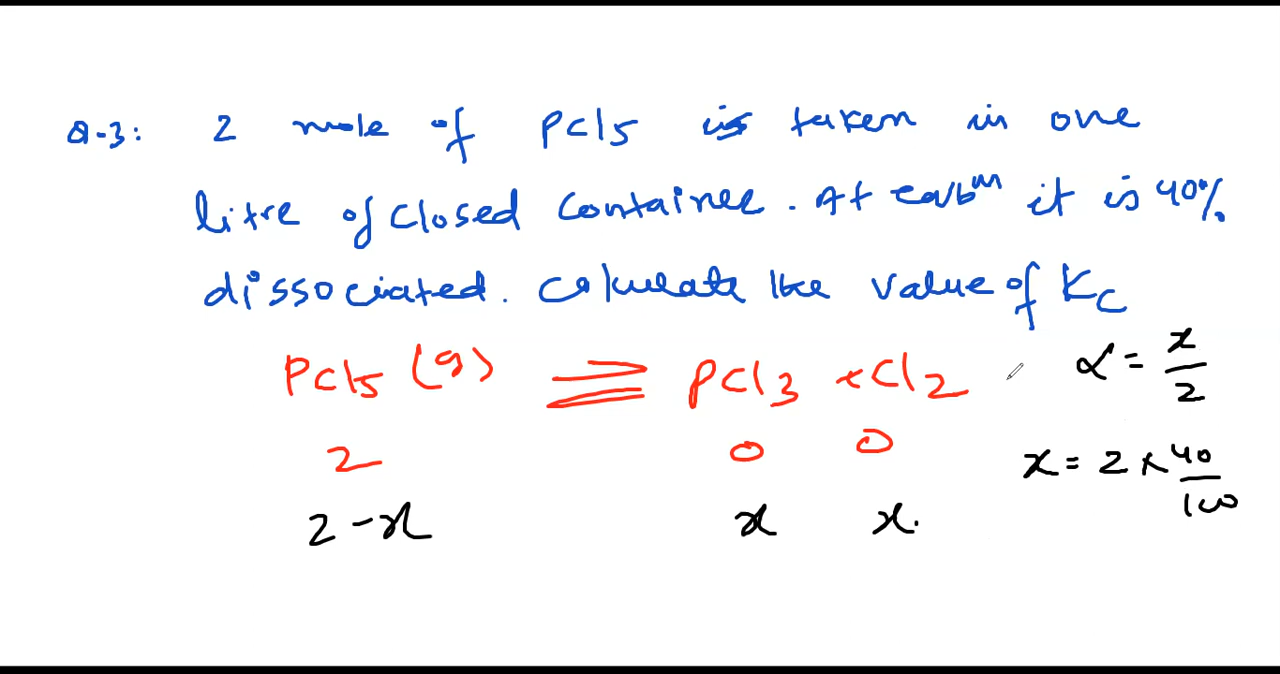 Q-3: 2 mole of PCl5 is taken in one
litre of closed container. At eqbm it is 40%
dissociated. Calculate the value of KC
PCl5 (g) ⇌ PCl3 + Cl2
α = x/2
2 0 0
x = 2 × 40/100
2-x x x.